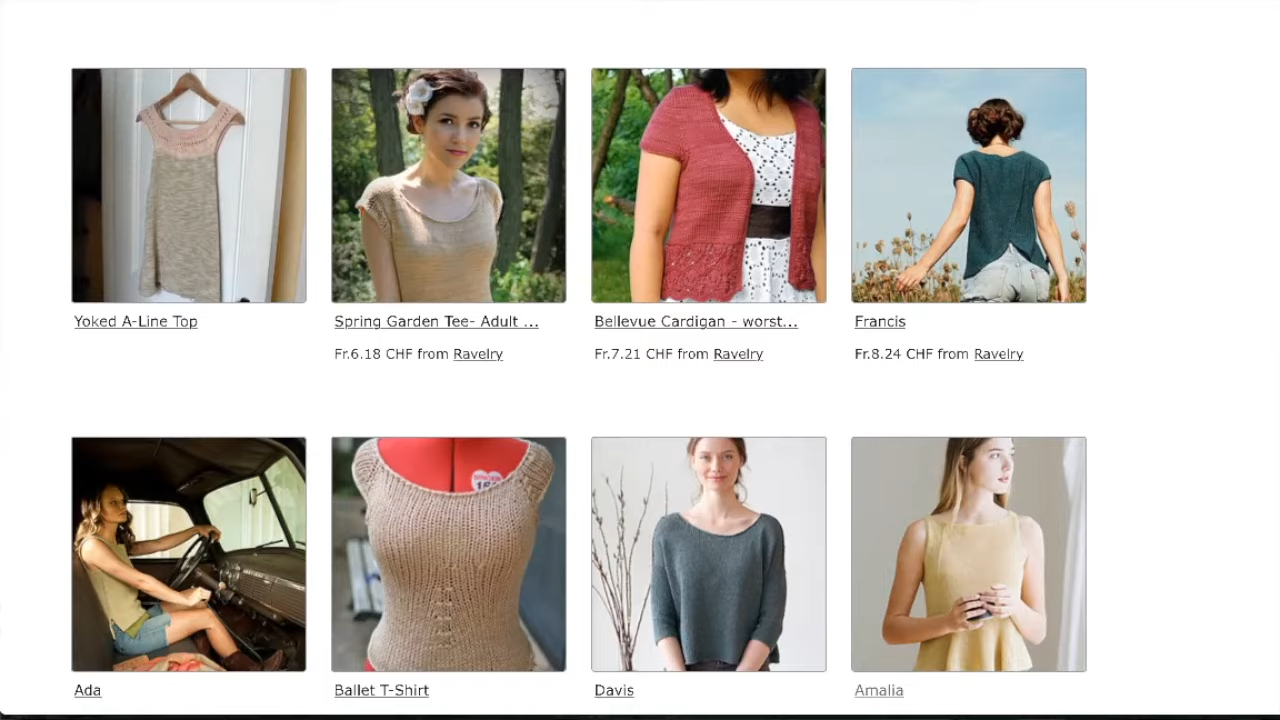 Yoked A-Line Top
Spring Garden Tee- Adult ...
Bellevue Cardigan - worst...
Francis
Fr.6.18 CHF from Ravelry
Fr.7.21 CHF from Ravelry
Fr.8.24 CHF from Ravelry
Ada
Ballet T-Shirt
Davis
Amalia